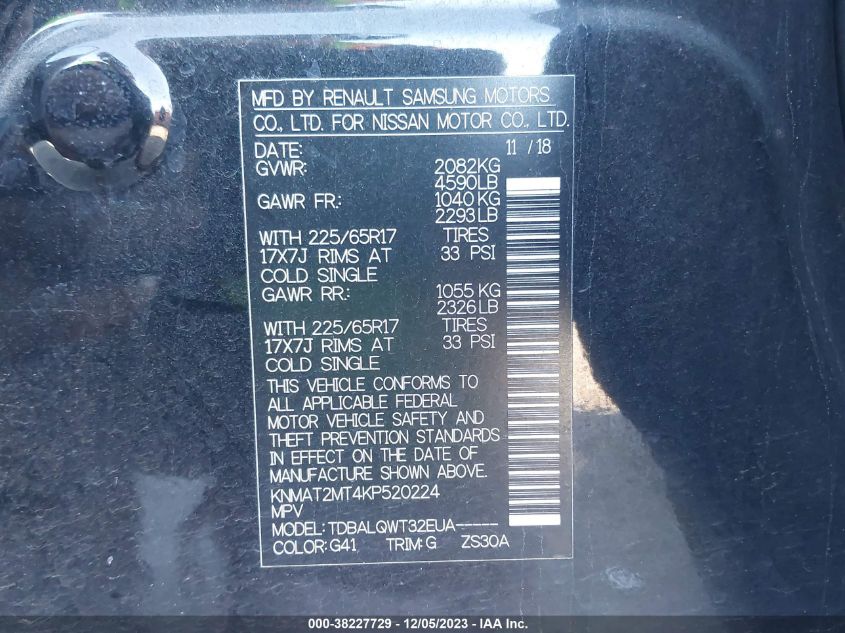 MFD BY RENAULT SAMSUNG MOTORS
CO., LTD. FOR NISSAN MOTOR CO., LTD.
DATE: 11 / 18
GVWR: 2082KG
4590LB
GAWR FR.: 1040 KG
2293 LB
WITH 225/65R17 TIRES
17X7J RIMS AT 33 PSI
COLD SINGLE
GAWR RR.: 1055 KG
2326 LB
WITH 225/65R17 TIRES
17X7J RIMS AT 33 PSI
COLD SINGLE
THIS VEHICLE CONFORMS TO
ALL APPLICABLE FEDERAL
MOTOR VEHICLE SAFETY AND
THEFT PREVENTION STANDARDS
IN EFFECT ON THE DATE OF
MANUFACTURE SHOWN ABOVE.
KNMAT2MT4KP520224
MPV
MODEL: TDBALQWT32EUA-----
COLOR: G41 TRIM: G ZS30A
000-38227729 - 12/05/2023 - IAA Inc.